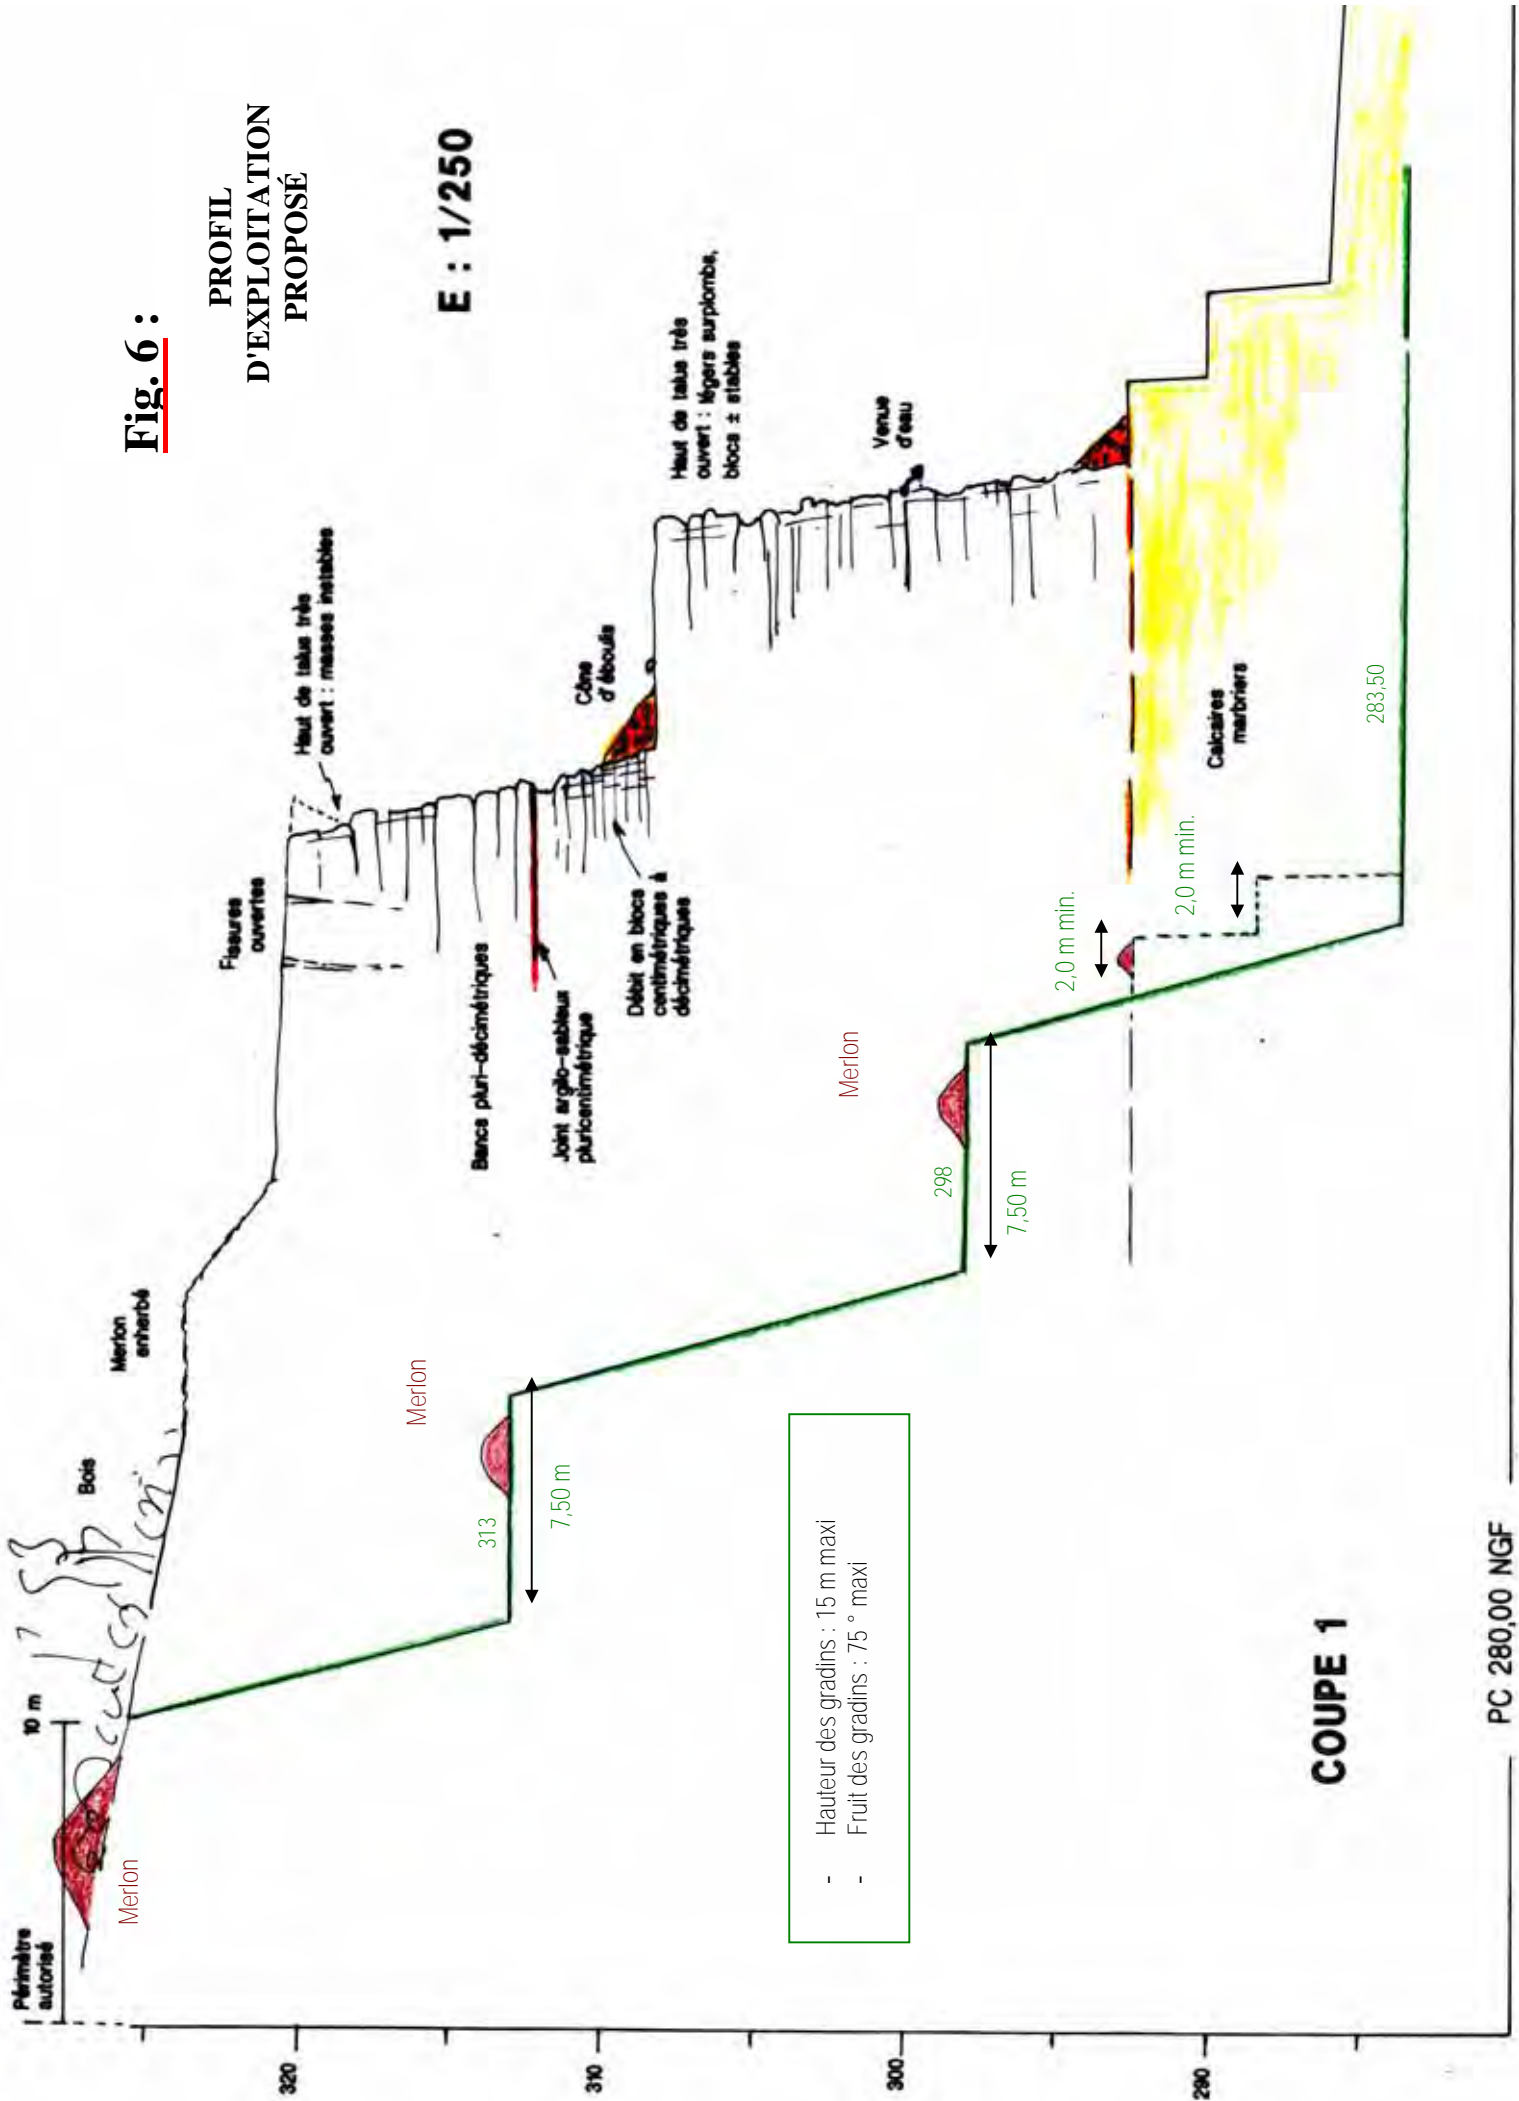 Fig. 6 :
PROFIL
D'EXPLOITATION
PROPOSÉ
E : 1/250
Périmètre
autorisé
10 m
Merlon
Bois
Merlon
enherbé
Fissures
ouvertes
Haut de talus très
ouvert : masses instables
Bancs pluri-décimétriques
Joint argilo-sableux
pluricentimétrique
Débit en blocs
centimétriques à
décimétriques
Cône
d'éboulis
Haut de talus très
ouvert : légers surplombs,
blocs ± stables
Venue
d'eau
Merlon
313
7,50 m
Merlon
298
7,50 m
2,0 m min.
2,0 m min.
Calcaires
marbriers
283,50
- Hauteur des gradins : 15 m maxi
- Fruit des gradins : 75 ° maxi
COUPE 1
PC 280,00 NGF
320
310
300
290